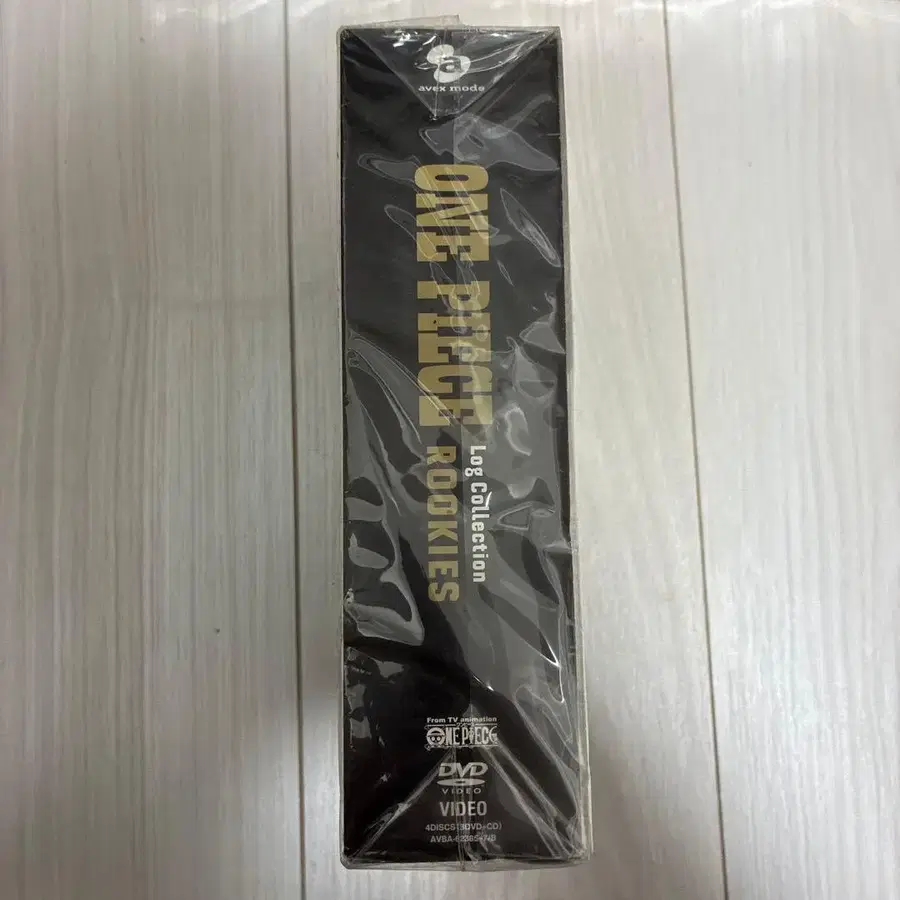 a
avex mode
ONE PIECE
Log Collection
ROOKIES
From TV animation
ONE PIECE
DVD
VIDEO
VIDEO
4DISCS(3DVD+CD)